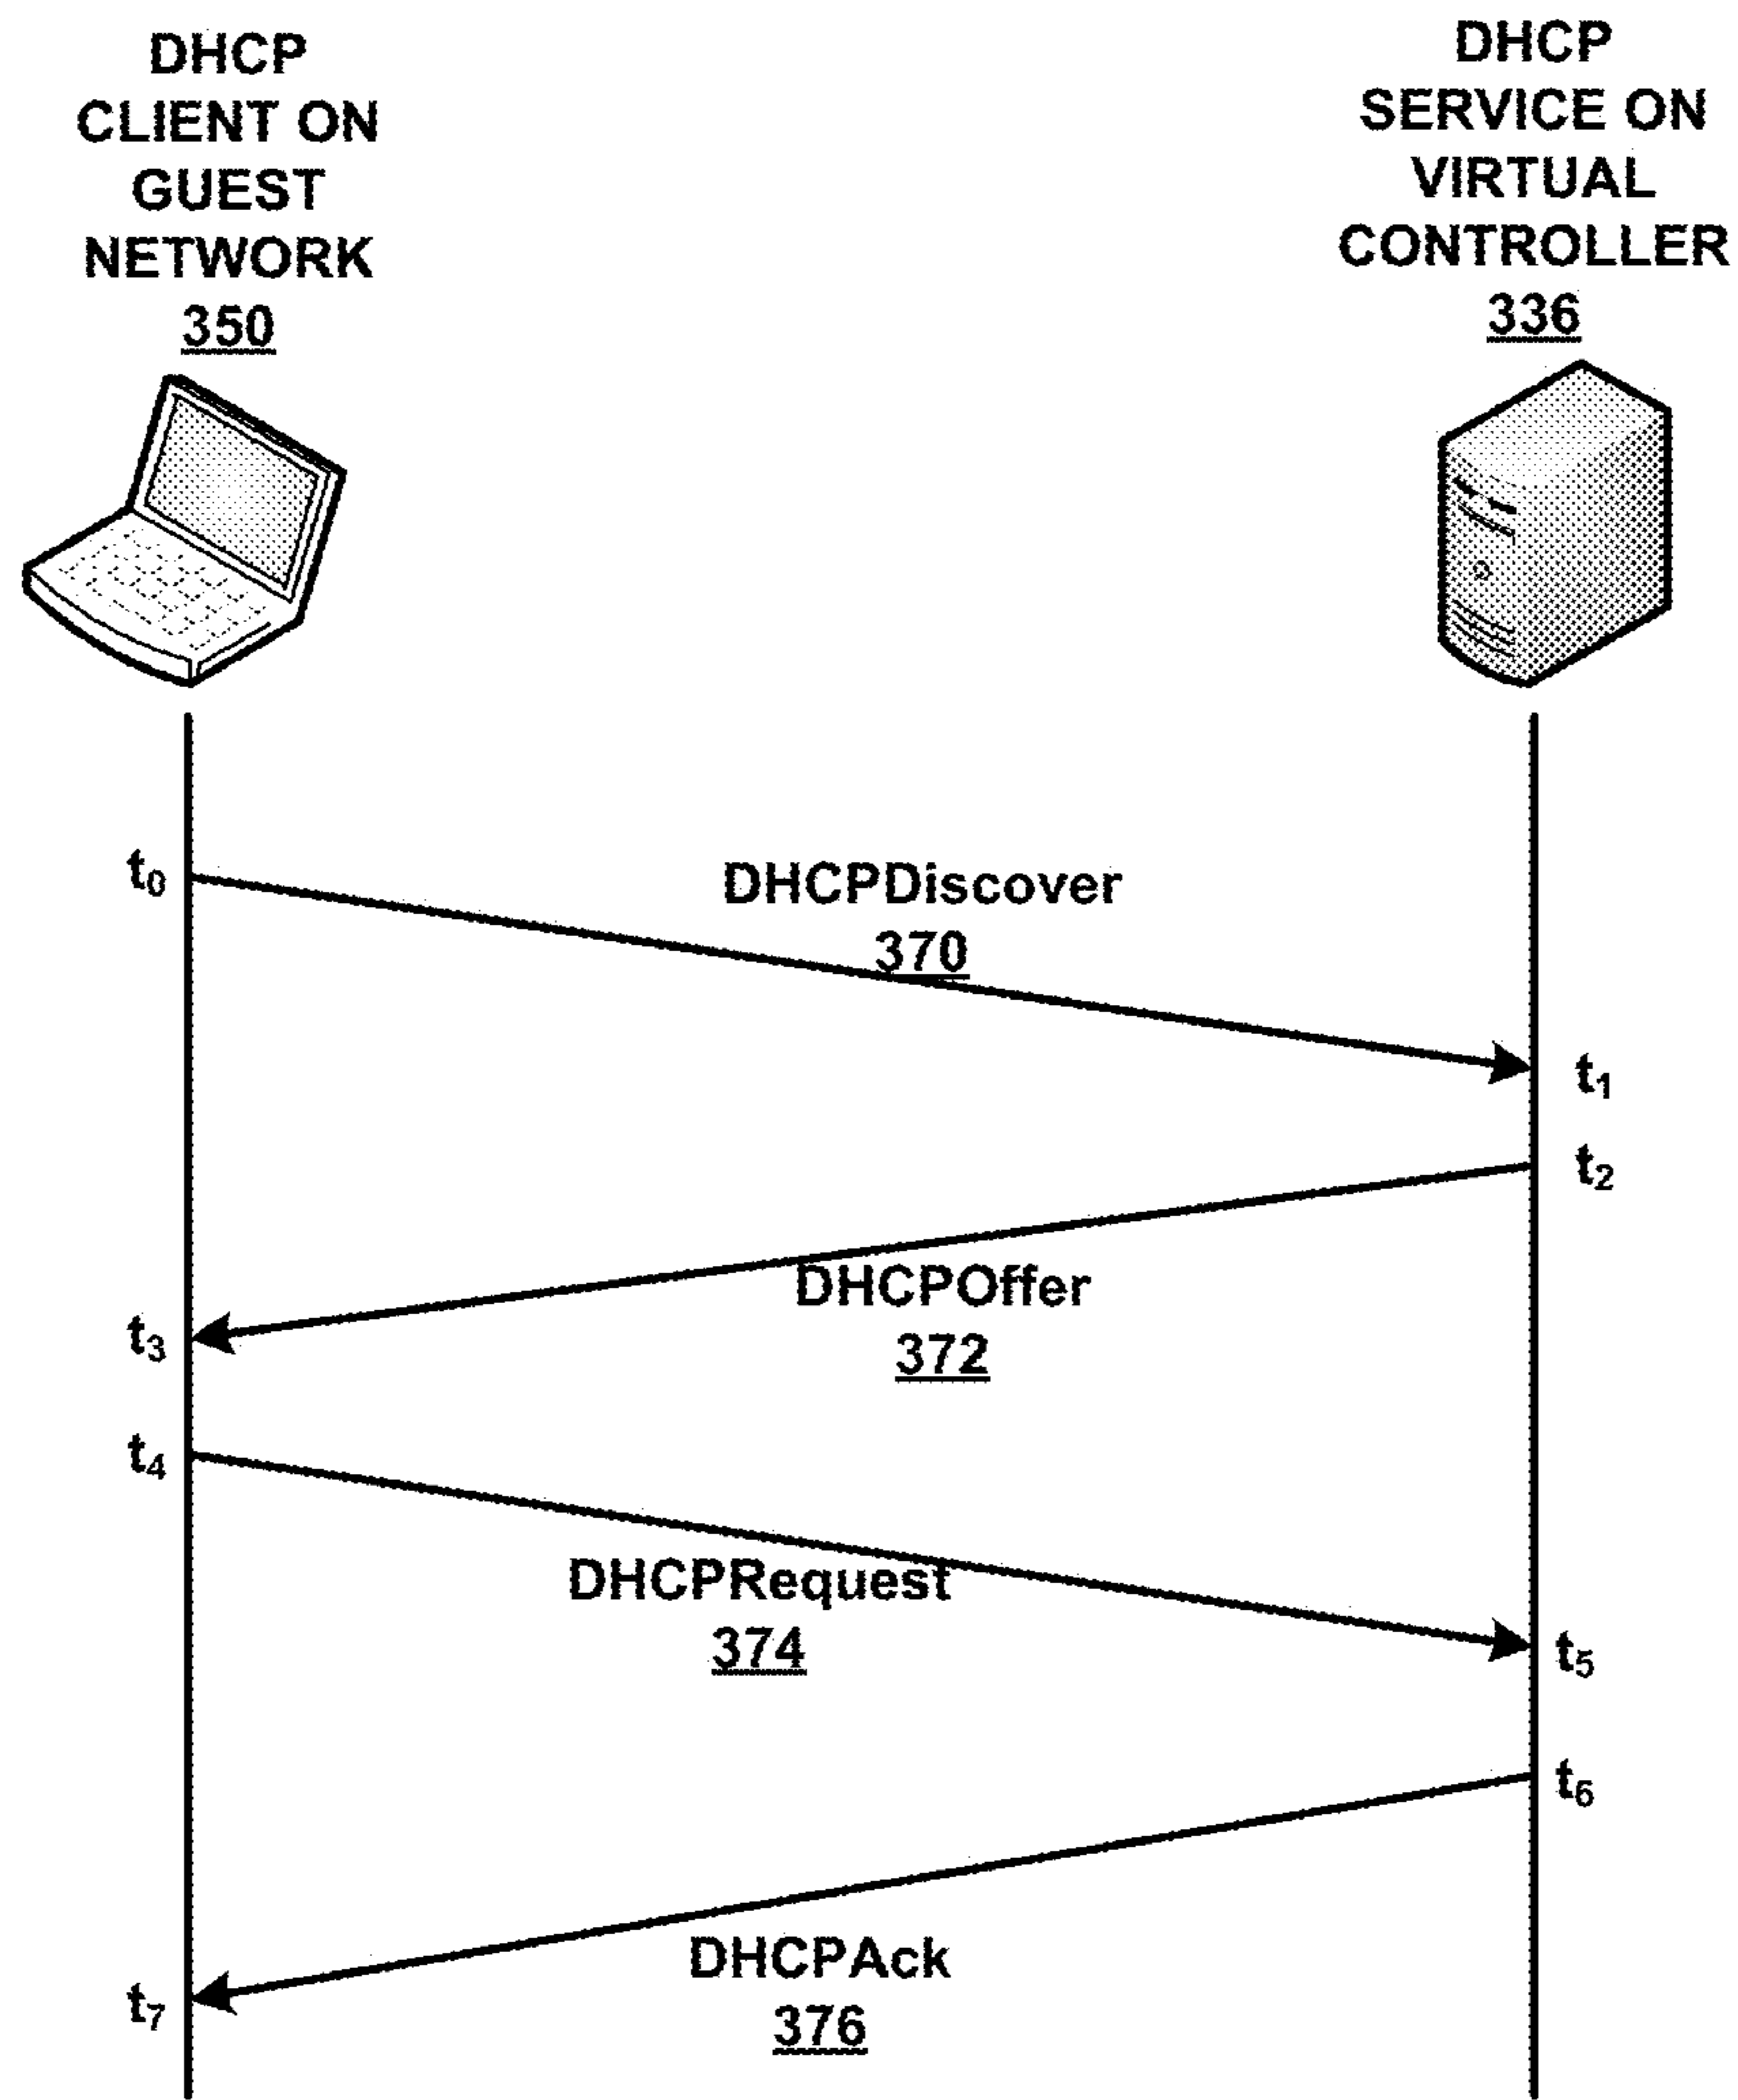 DHCP
CLIENT ON
GUEST
NETWORK
350
DHCP
SERVICE ON
VIRTUAL
CONTROLLER
336
t0
DHCPDiscover
370
t1
t2
DHCPOffer
372
t3
t4
DHCPRequest
374
t5
t6
DHCPAck
376
t7